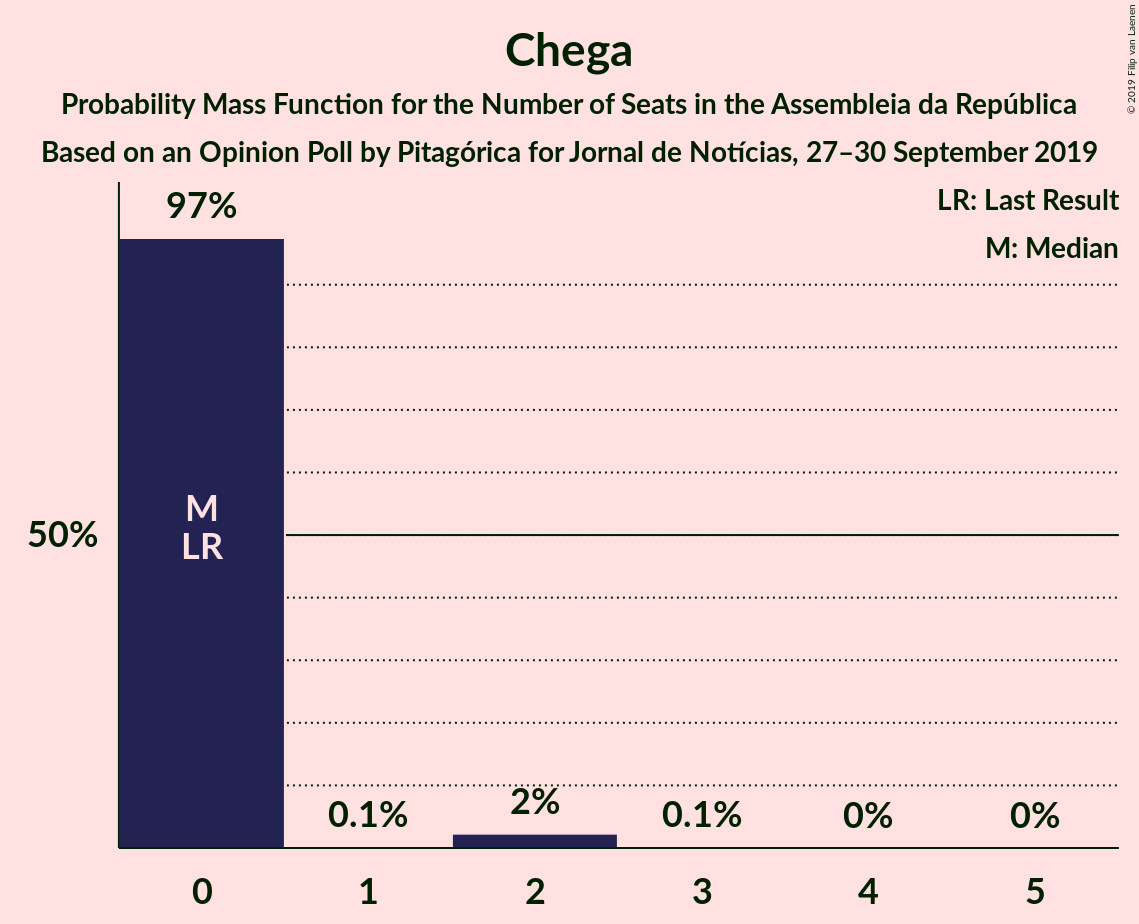 Chega
Probability Mass Function for the Number of Seats in the Assembleia da República
Based on an Opinion Poll by Pitagórica for Jornal de Notícias, 27–30 September 2019
© 2019 Filip van Laenen
LR: Last Result
M: Median
97%
M
LR
50%
0.1%
2%
0.1%
0%
0%
0
1
2
3
4
5